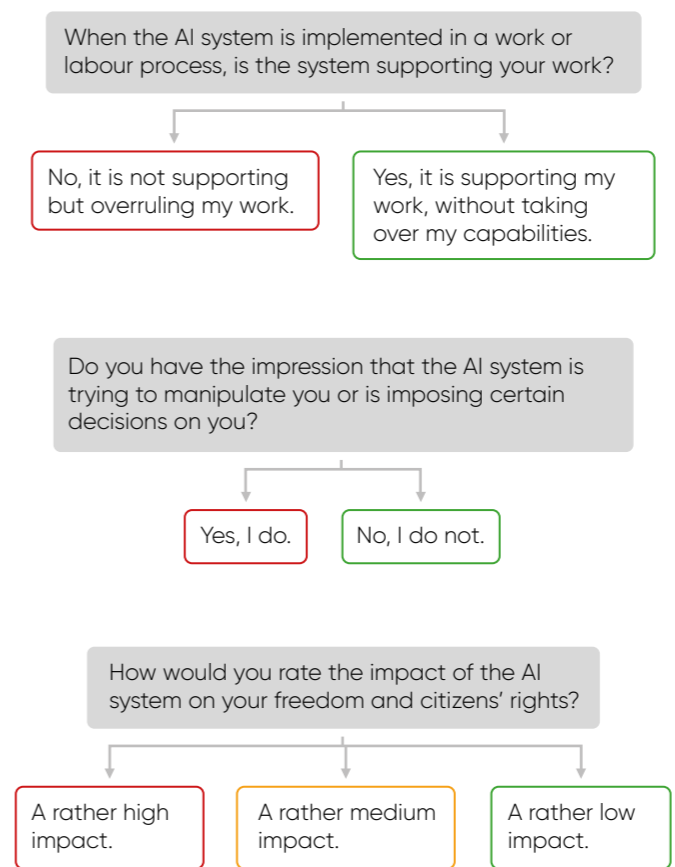 When the AI system is implemented in a work or
labour process, is the system supporting your work?
No, it is not supporting
but overruling my work.
Yes, it is supporting my
work, without taking
over my capabilities.
Do you have the impression that the AI system is
trying to manipulate you or is imposing certain
decisions on you?
Yes, I do.
No, I do not.
How would you rate the impact of the AI
system on your freedom and citizens’ rights?
A rather high
impact.
A rather medium
impact.
A rather low
impact.